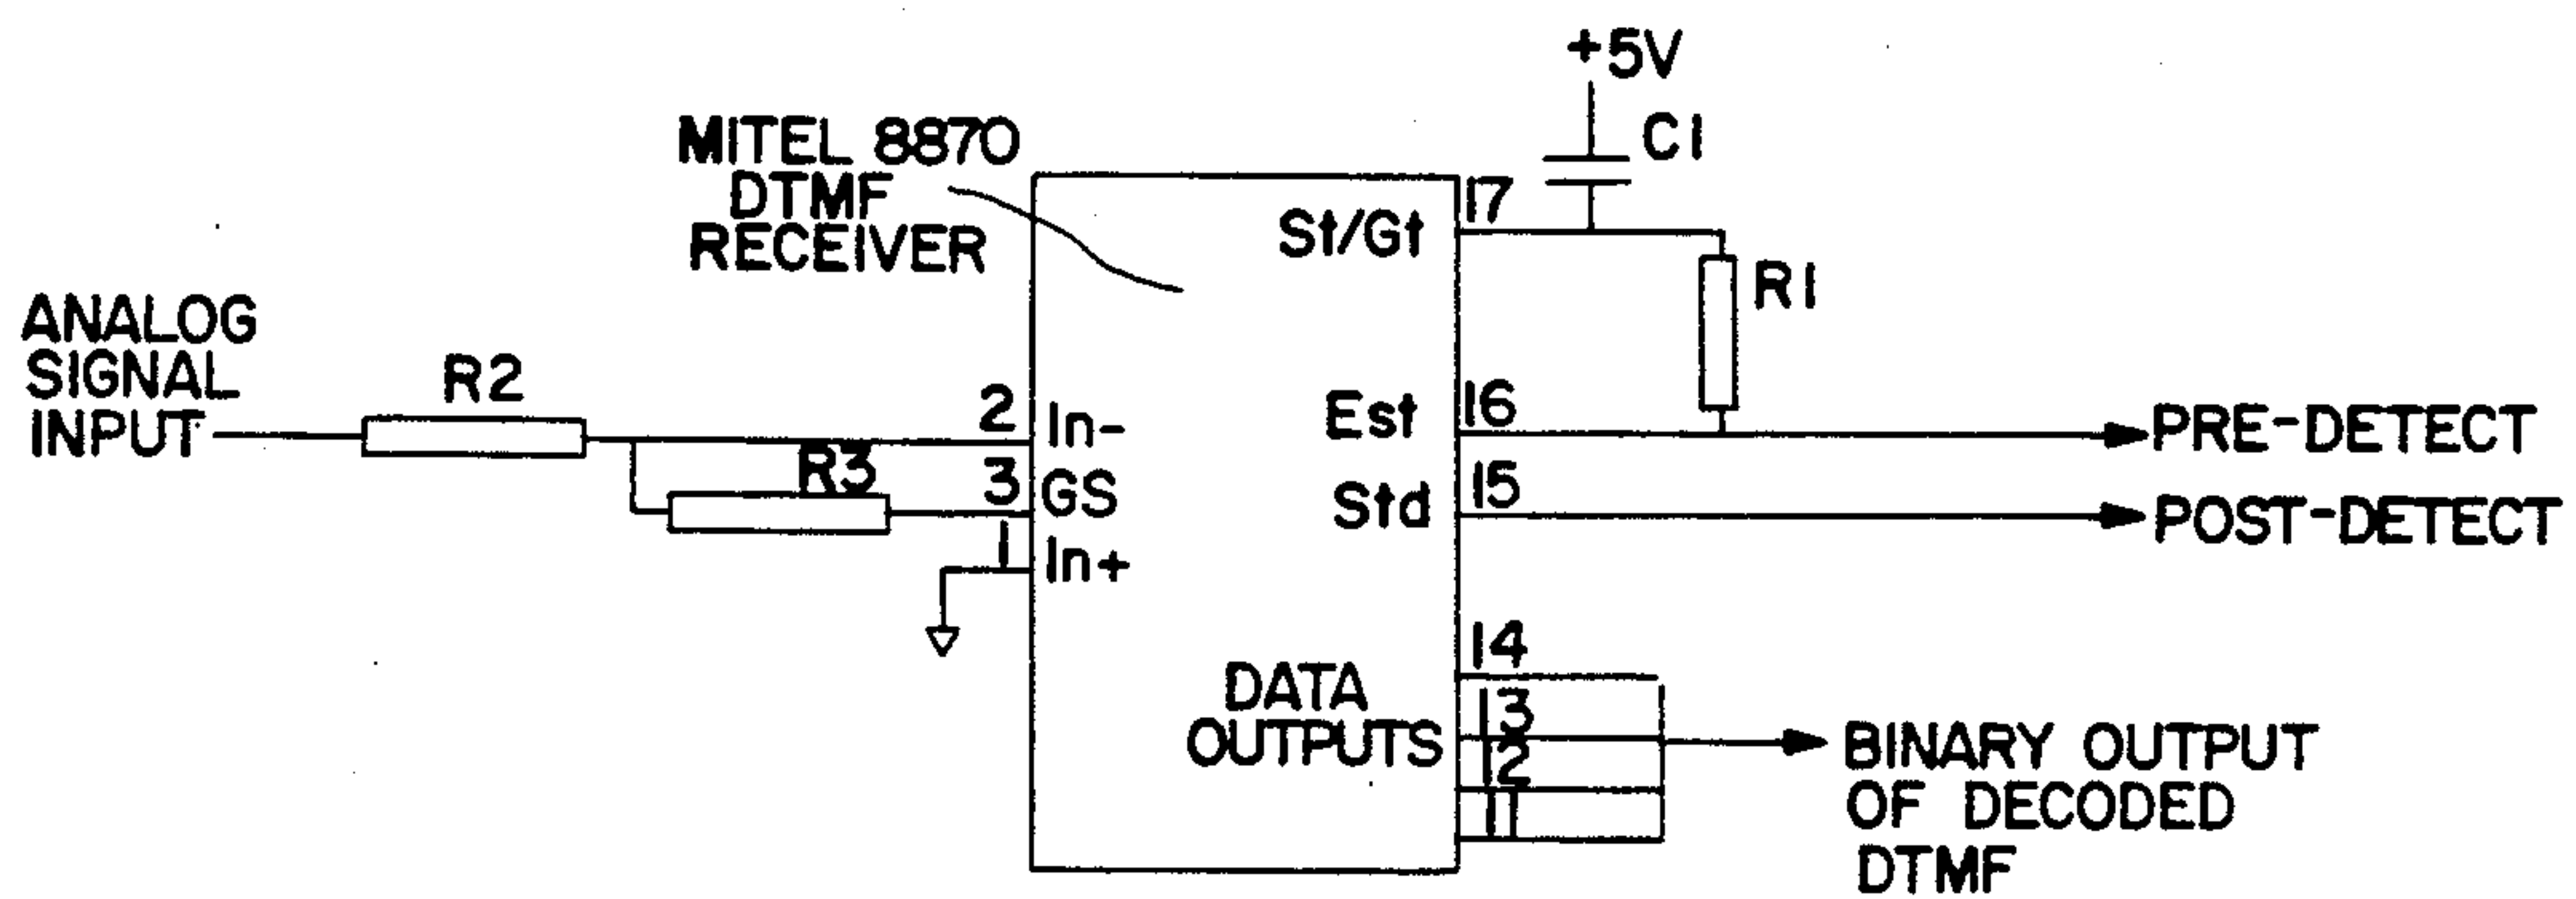 +5V
C1
MITEL 8870
DTMF
RECEIVER
17
St/Gt
R1
ANALOG
SIGNAL
INPUT
R2
2
In-
Est
16
PRE-DETECT
R3
3
GS
Std
15
POST-DETECT
1
In+
14
DATA
OUTPUTS
13
12
11
BINARY OUTPUT
OF DECODED
DTMF